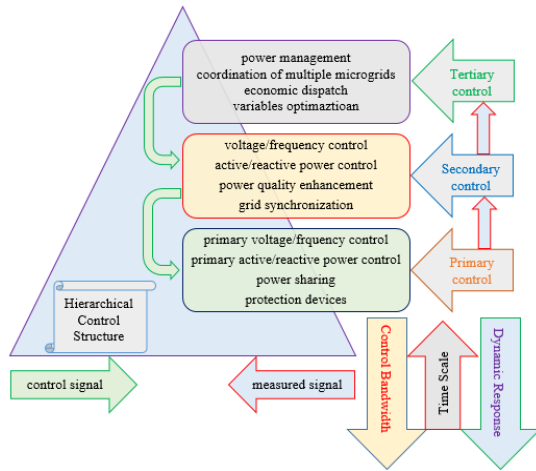 power management
coordination of multiple microgrids
economic dispatch
variables optimaztioan
Tertiary
control
voltage/frequency control
active/reactive power control
power quality enhancement
grid synchronization
Secondary
control
primary voltage/frquency control
primary active/reactive power control
power sharing
protection devices
Primary
control
Hierarchical
Control
Structure
control signal
measured signal
Control Bandwidth
Time Scale
Dynamic Response